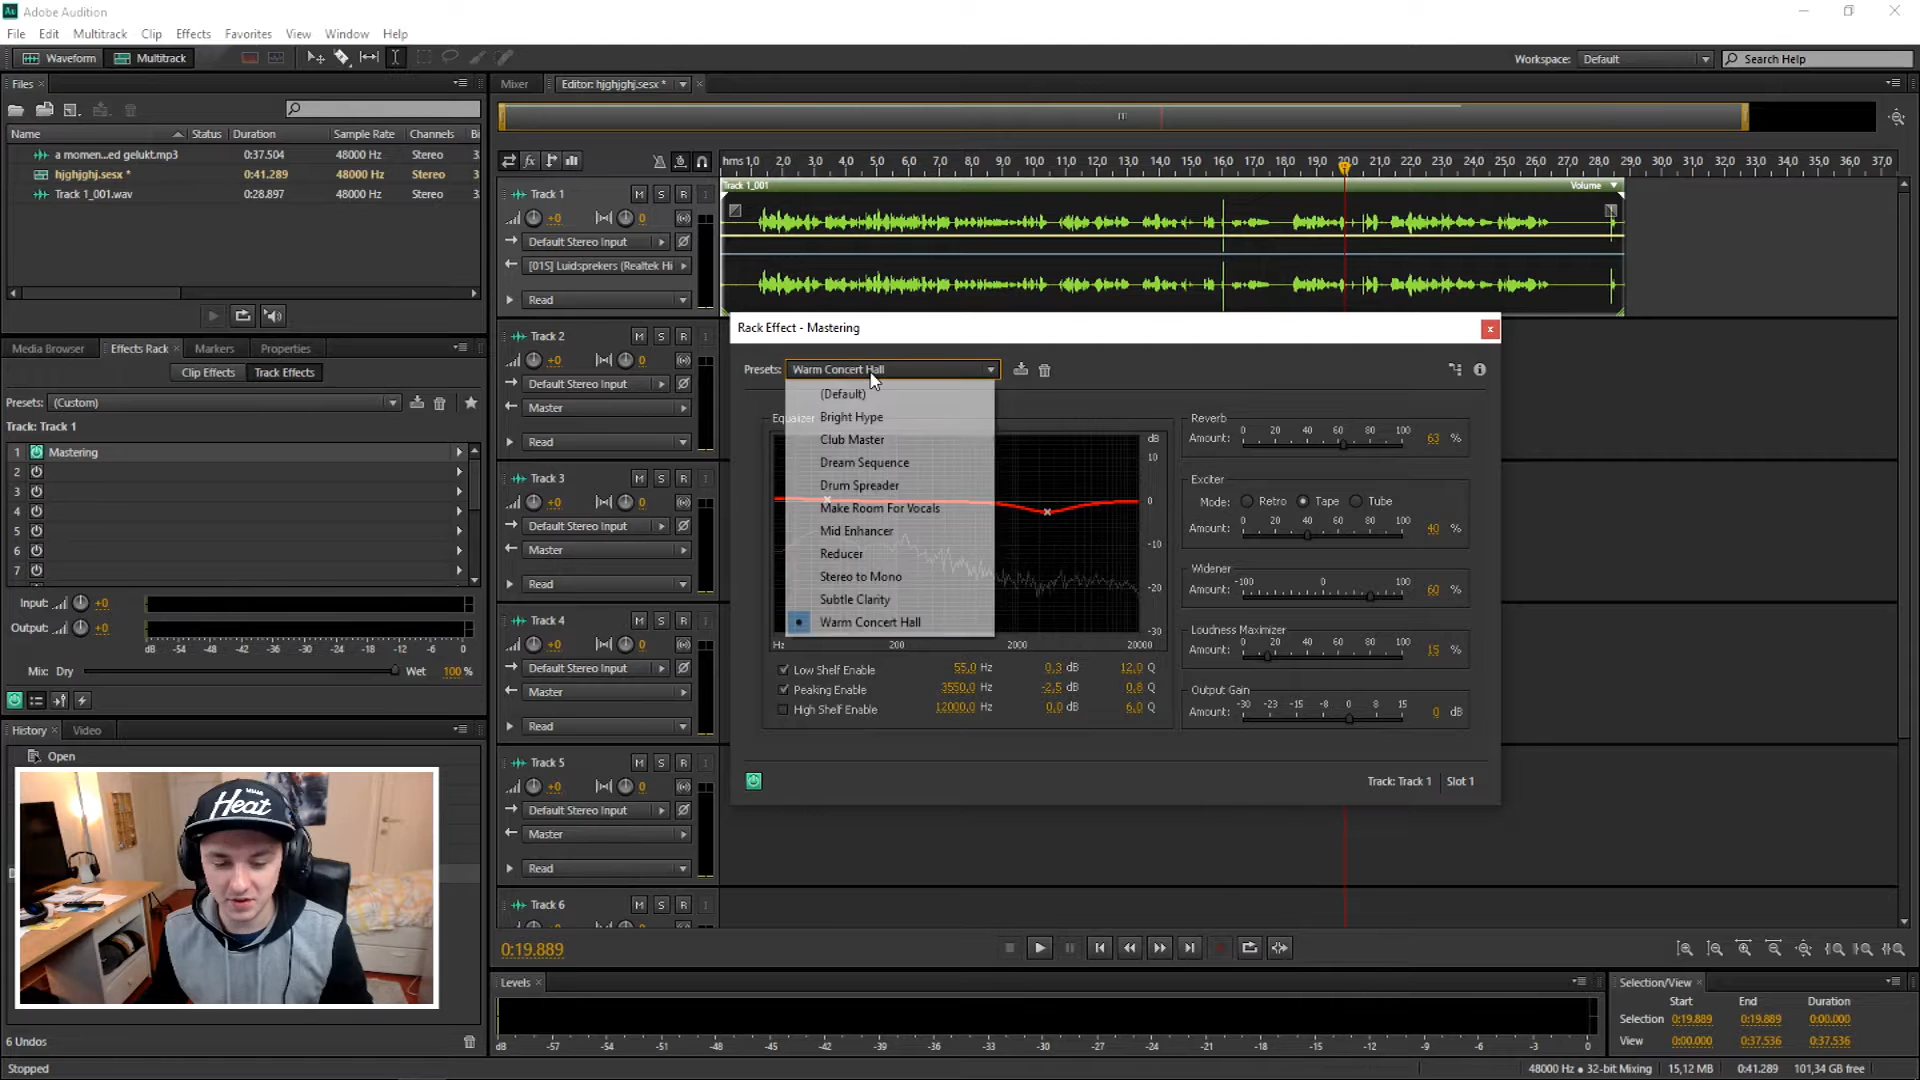 Au Adobe Audition
File Edit Multitrack Clip Effects Favorites View Window Help
Waveform Multitrack Workspace: Default Search Help
Files
Name Status Duration Sample Rate Channels Bi
a momen...ed gelukt.mp3 0:37.504 48000 Hz Stereo 3
hjghjghj.sesx * 0:41.289 48000 Hz Stereo 3
Track 1_001.wav 0:28.897 48000 Hz Stereo 3
Media Browser Effects Rack Markers Properties
Clip Effects Track Effects
Presets: (Custom)
Track: Track 1
1 Mastering
2
3
4
5
6
7
Input: +0
Output: +0
dB -54 -48 -42 -36 -30 -24 -18 -12 -6 0
Mix: Dry Wet 100 %
History Video
Open
Heat
6 Undos
Stopped
Mixer Editor: hjghjghj.sesx *
fx
hms 1,0 2,0 3,0 4,0 5,0 6,0 7,0 8,0 9,0 10,0 11,0 12,0 13,0 14,0 15,0 16,0 17,0 18,0 19,0 20,0 21,0 22,0 23,0 24,0 25,0 26,0 27,0 28,0 29,0 30,0 31,0 32,0 33,0 34,0 35,0 36,0 37,0
Track 1_001 Volume
Track 1 M S R I
+0 0
Default Stereo Input
[01S] Luidsprekers (Realtek Hi
Read
Track 2 M S R I
+0 0
Default Stereo Input
Master
Read
Track 3 M S R I
+0 0
Default Stereo Input
Master
Read
Track 4 M S R I
+0 0
Default Stereo Input
Master
Read
Track 5 M S R I
+0 0
Default Stereo Input
Master
Read
Track 6 M S R I
Rack Effect - Mastering
Presets: Warm Concert Hall
(Default)
Bright Hype
Club Master
Dream Sequence
Drum Spreader
Make Room For Vocals
Mid Enhancer
Reducer
Stereo to Mono
Subtle Clarity
Warm Concert Hall
Equalizer
dB
10
0
-10
-20
-30
Hz 200 2000 20000
Low Shelf Enable 55,0 Hz 0,3 dB 12,0 Q
Peaking Enable 3550,0 Hz -2,5 dB 0,8 Q
High Shelf Enable 12000,0 Hz 0,0 dB 6,0 Q
Reverb
Amount: 0 20 40 60 80 100 63 %
Exciter
Mode: Retro Tape Tube
Amount: 0 20 40 60 80 100 40 %
Widener
Amount: -100 0 100 60 %
Loudness Maximizer
Amount: 0 20 40 60 80 100 15 %
Output Gain
Amount: -30 -23 -15 -8 0 8 15 0 dB
Track: Track 1 Slot 1
0:19.889
Levels
dB -57 -54 -51 -48 -45 -42 -39 -36 -33 -30 -27 -24 -21 -18 -15 -12 -9 -6 -3 0
Selection/View
Start End Duration
Selection 0:19.889 0:19.889 0:00.000
View 0:00.000 0:37.536 0:37.536
48000 Hz • 32-bit Mixing 15,12 MB 0:41.289 101,34 GB free